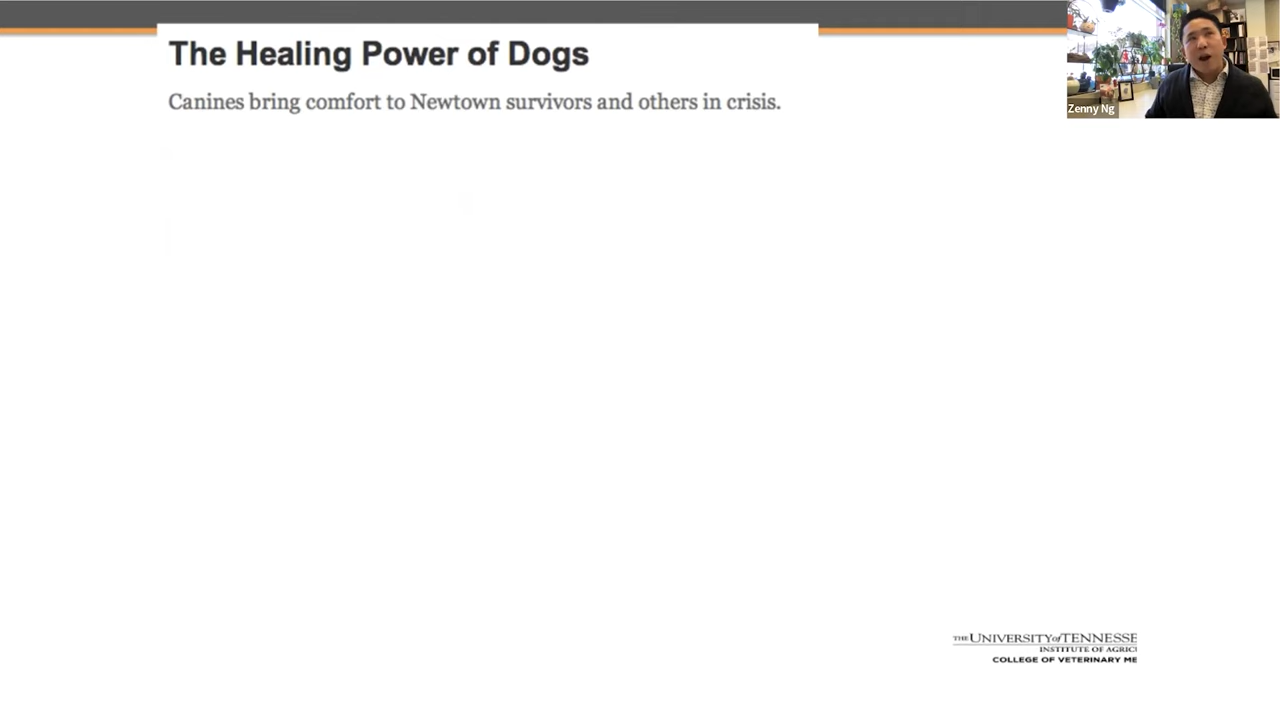 The Healing Power of Dogs
Canines bring comfort to Newtown survivors and others in crisis.
Zenny Ng
THE UNIVERSITY of TENNESSE
INSTITUTE OF AGRICU
COLLEGE OF VETERINARY ME